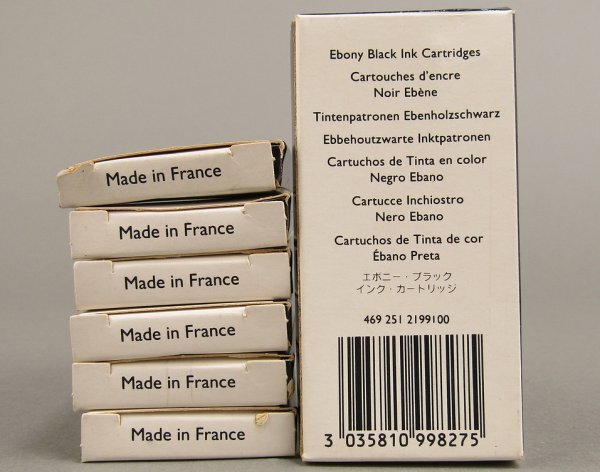 Made in France
Made in France
Made in France
Made in France
Made in France
Made in France
Ebony Black Ink Cartridges
Cartouches d'encre
Noir Ebène
Tintenpatronen Ebenholzschwarz
Ebbehoutzwarte Inktpatronen
Cartuchos de Tinta en color
Negro Ebano
Cartucce Inchiostro
Nero Ebano
Cartuchos de Tinta de cor
Ébano Preta
エボニー・ブラック
インク・カートリッジ
469 251 2199100
3 035810 998275